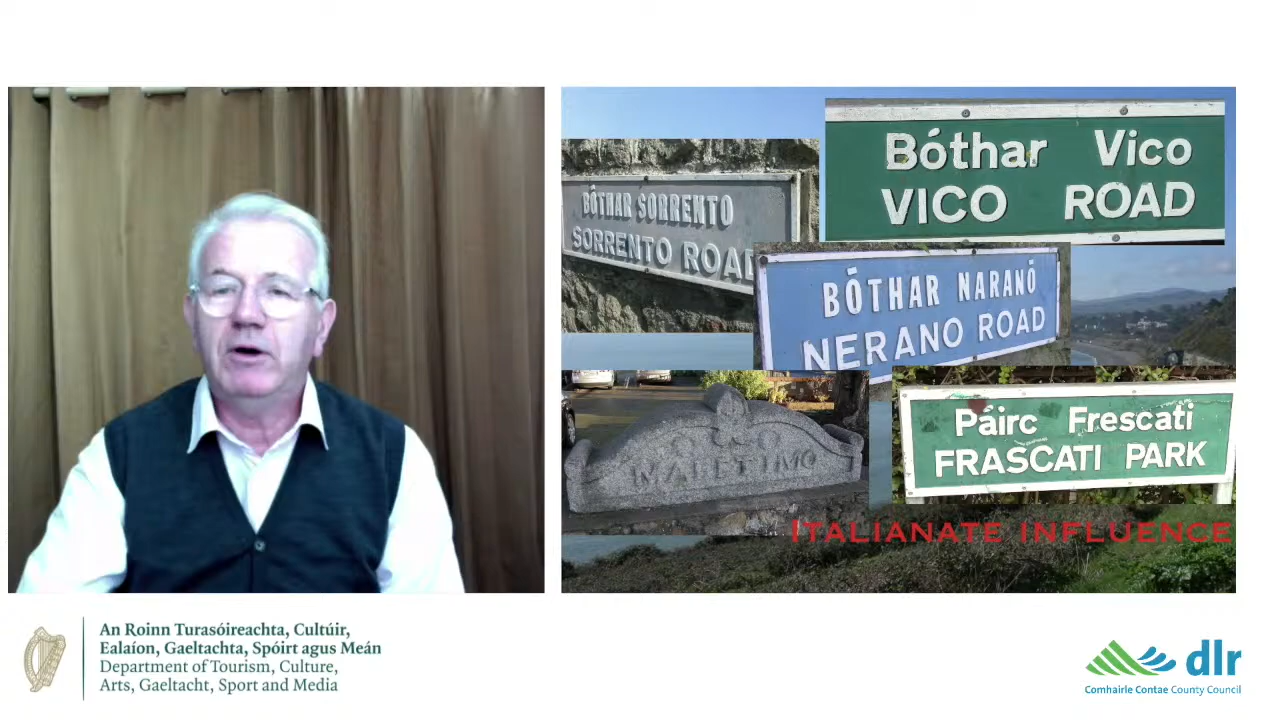 BÓTHAR SORRENTO
SORRENTO ROAD
Bóthar Vico
VICO ROAD
BÓTHAR NARANÓ
NERANO ROAD
MARETIMO
Páirc Frescati
FRASCATI PARK
ITALIANATE INFLUENCE
An Roinn Turasóireachta, Cultúir,
Ealaíon, Gaeltachta, Spóirt agus Meán
Department of Tourism, Culture,
Arts, Gaeltacht, Sport and Media
dlr
Comhairle Contae County Council